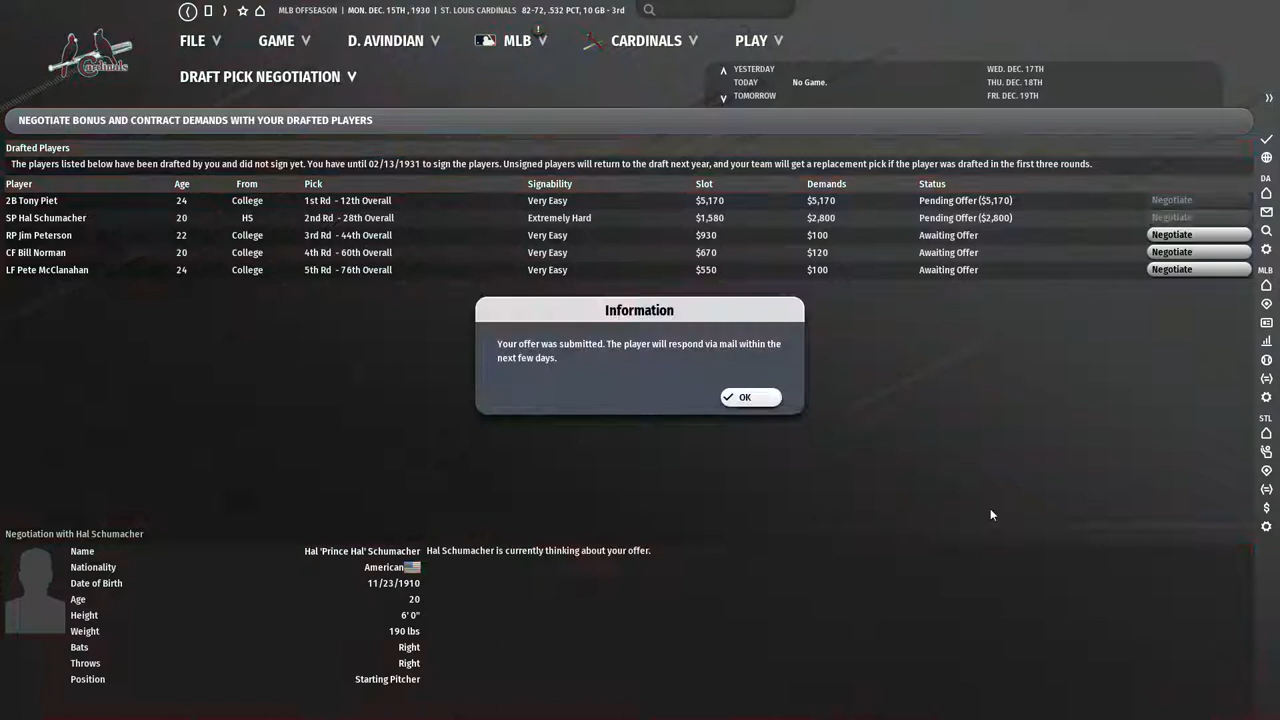 MLB OFFSEASON | MON. DEC. 15TH , 1930 | ST. LOUIS CARDINALS 82-72, .532 PCT, 10 GB - 3rd
FILE GAME D. AVINDIAN MLB ! CARDINALS PLAY
Cardinals
DRAFT PICK NEGOTIATION
YESTERDAY WED. DEC. 17TH
TODAY No Game. THU. DEC. 18TH
TOMORROW FRI. DEC. 19TH
NEGOTIATE BONUS AND CONTRACT DEMANDS WITH YOUR DRAFTED PLAYERS
Drafted Players
The players listed below have been drafted by you and did not sign yet. You have until 02/13/1931 to sign the players. Unsigned players will return to the draft next year, and your team will get a replacement pick if the player was drafted in the first three rounds.
Player Age From Pick Signability Slot Demands Status
2B Tony Piet 24 College 1st Rd - 12th Overall Very Easy $5,170 $5,170 Pending Offer ($5,170) Negotiate
SP Hal Schumacher 20 HS 2nd Rd - 28th Overall Extremely Hard $1,580 $2,800 Pending Offer ($2,800) Negotiate
RP Jim Peterson 22 College 3rd Rd - 44th Overall Very Easy $930 $100 Awaiting Offer Negotiate
CF Bill Norman 20 College 4th Rd - 60th Overall Very Easy $670 $120 Awaiting Offer Negotiate
LF Pete McClanahan 24 College 5th Rd - 76th Overall Very Easy $550 $100 Awaiting Offer Negotiate
DA
MLB
STL
Information
Your offer was submitted. The player will respond via mail within the
next few days.
OK
Negotiation with Hal Schumacher
Name Hal 'Prince Hal' Schumacher Hal Schumacher is currently thinking about your offer.
Nationality American
Date of Birth 11/23/1910
Age 20
Height 6' 0"
Weight 190 lbs
Bats Right
Throws Right
Position Starting Pitcher